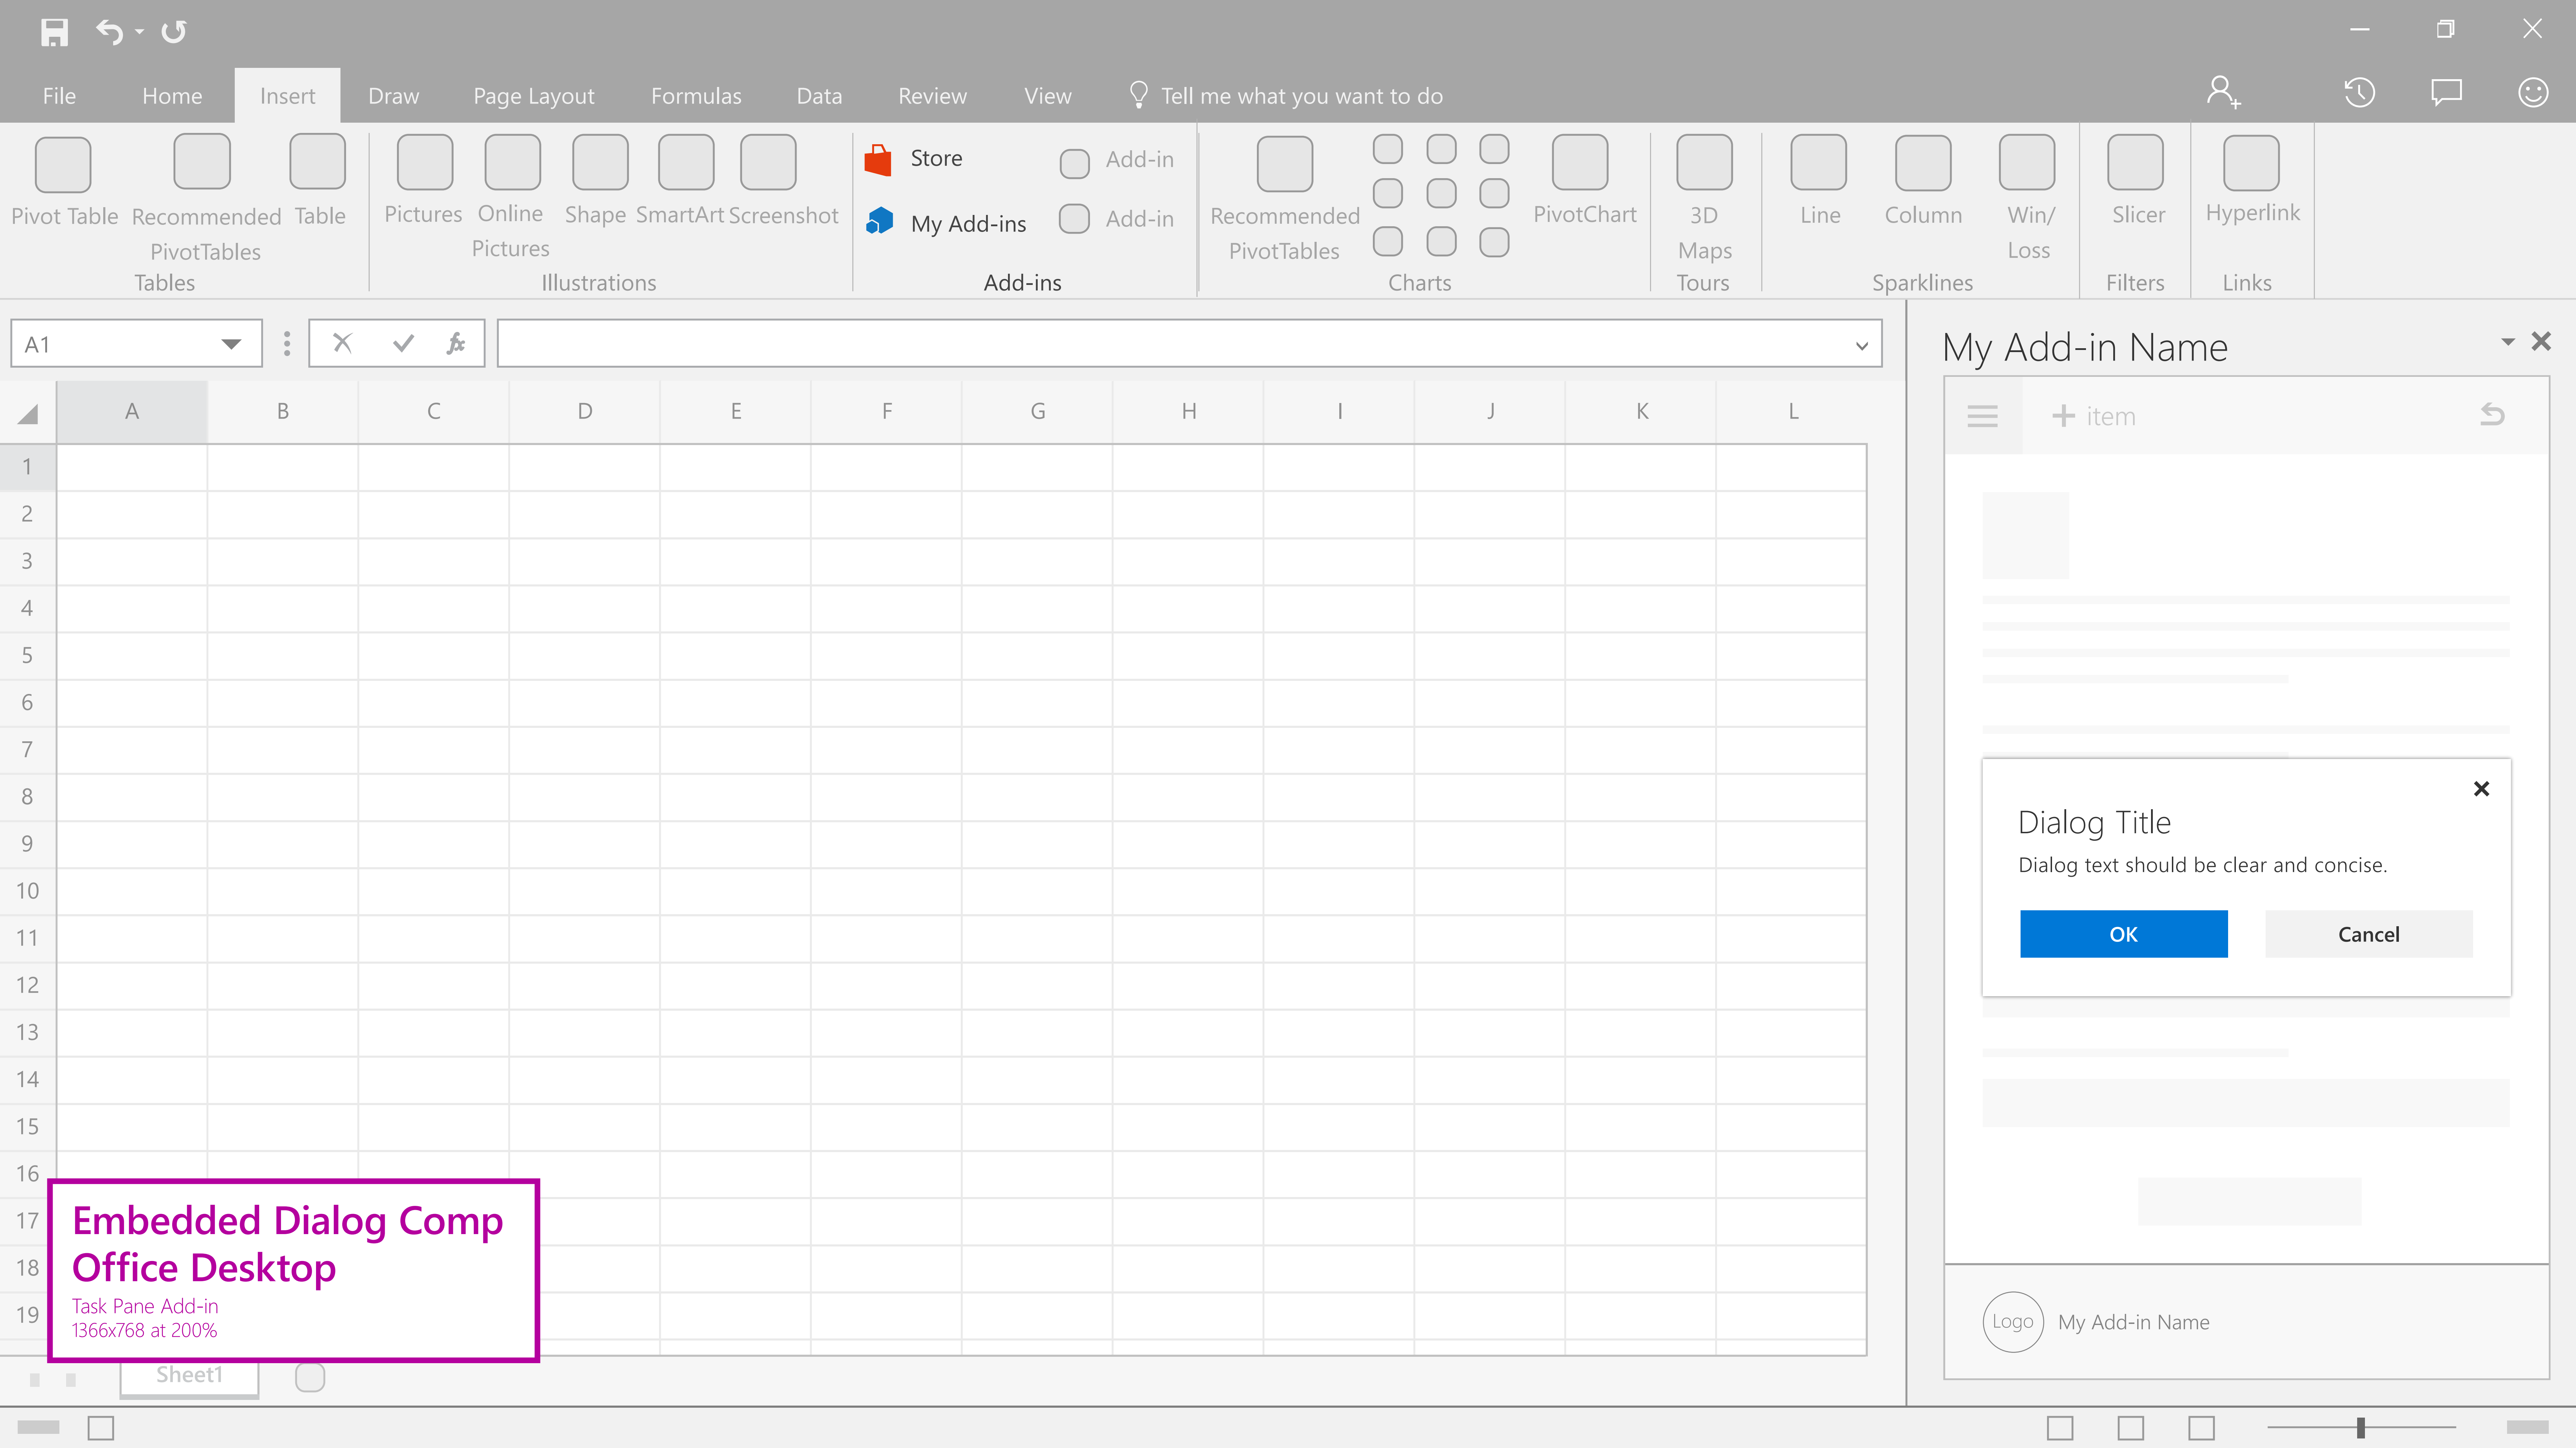 File Home Insert Draw Page Layout Formulas Data Review View Tell me what you want to do
Pivot Table
Recommended
PivotTables
Table
Tables
Pictures
Online
Pictures
Shape
SmartArt
Screenshot
Illustrations
Store
My Add-ins
Add-in
Add-in
Add-ins
Recommended
PivotTables
PivotChart
Charts
3D
Maps
Tours
Line
Column
Win/
Loss
Sparklines
Slicer
Filters
Hyperlink
Links
A1
fx
A B C D E F G H I J K L
1
2
3
4
5
6
7
8
9
10
11
12
13
14
15
16
17
18
19
Embedded Dialog Comp
Office Desktop
Task Pane Add-in
1366x768 at 200%
Sheet1
My Add-in Name
item
Dialog Title
Dialog text should be clear and concise.
OK
Cancel
Logo
My Add-in Name